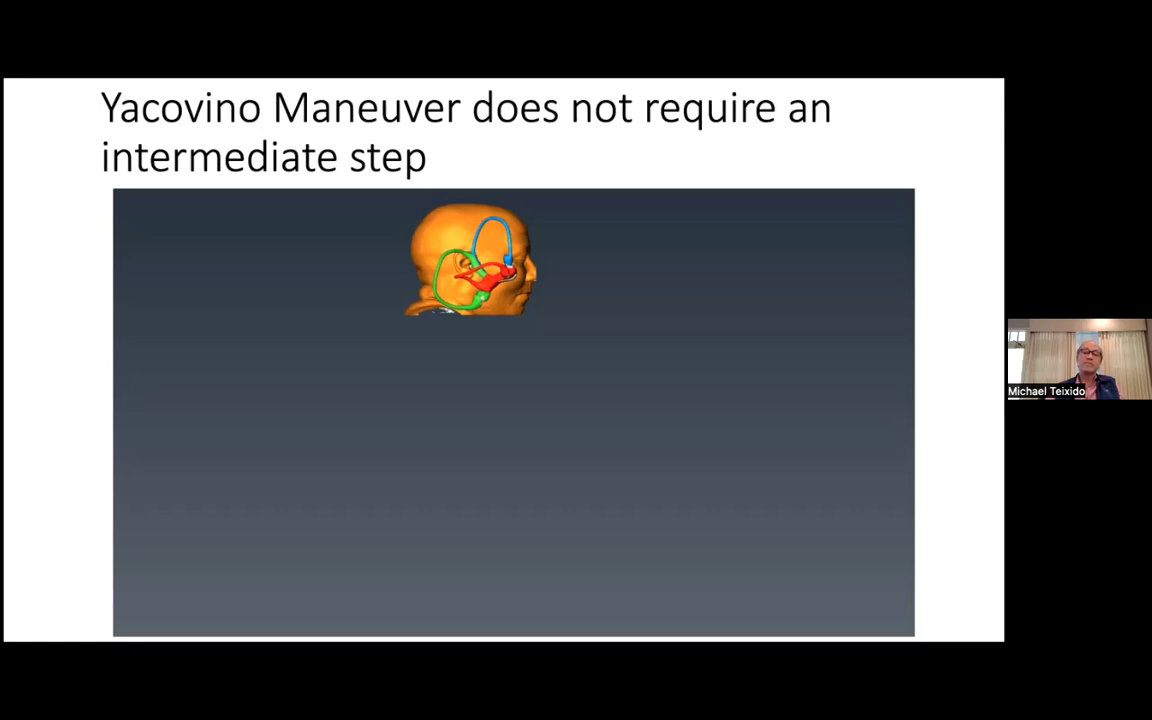 Yacovino Maneuver does not require an
intermediate step
Michael Teixido